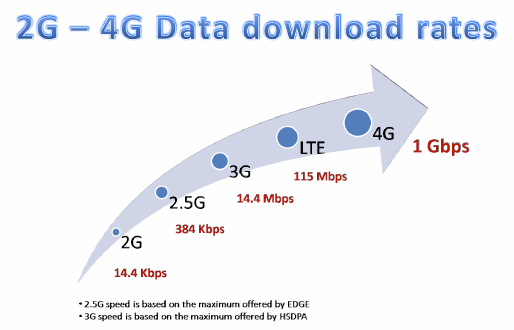 2G – 4G Data download rates
4G
1 Gbps
LTE
115 Mbps
3G
14.4 Mbps
2.5G
384 Kbps
2G
14.4 Kbps
• 2.5G speed is based on the maximum offered by EDGE
• 3G speed is based on the maximum offered by HSDPA